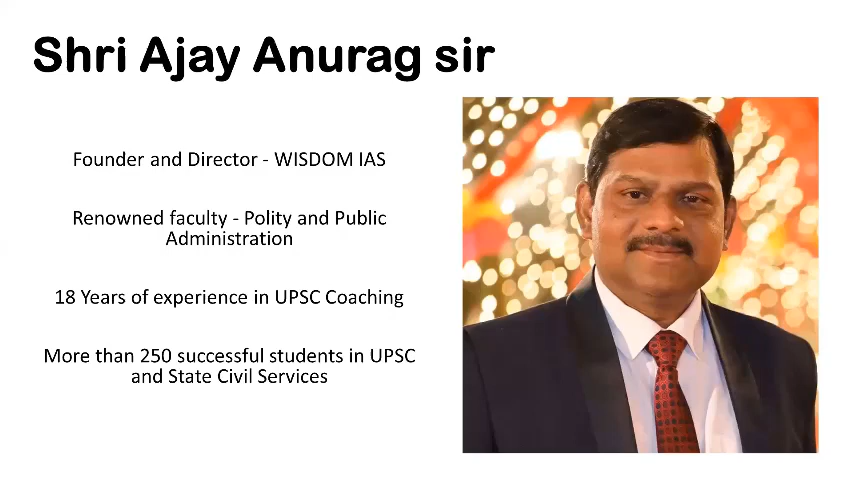 Shri Ajay Anurag sir
Founder and Director - WISDOM IAS
Renowned faculty - Polity and Public
Administration
18 Years of experience in UPSC Coaching
More than 250 successful students in UPSC
and State Civil Services